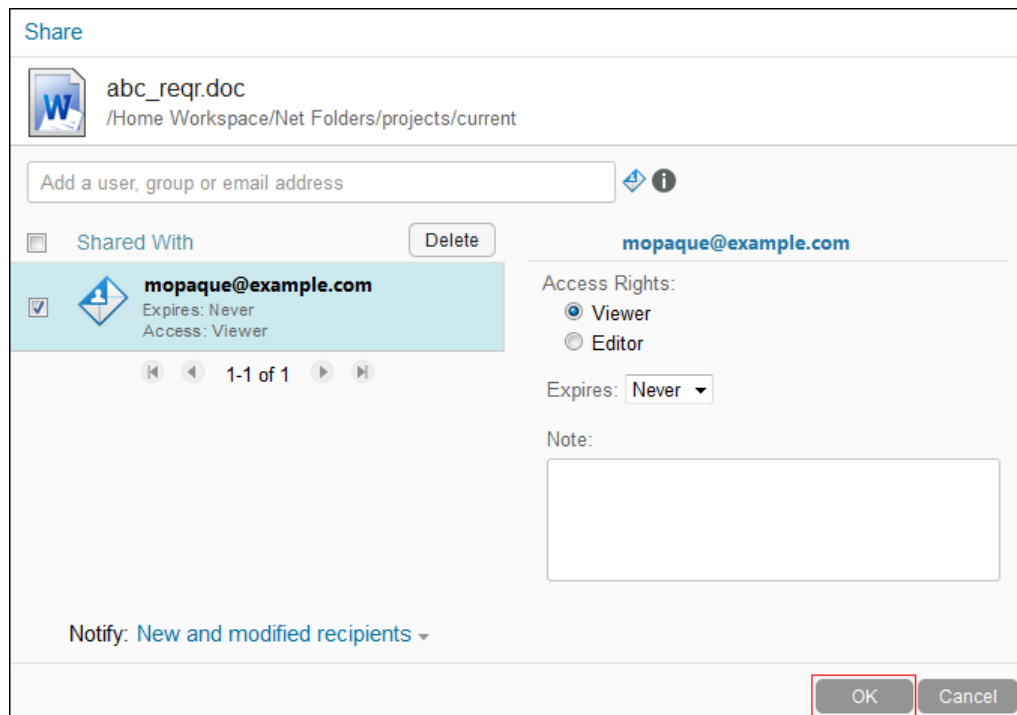 Share
W
abc_reqr.doc
/Home Workspace/Net Folders/projects/current
Add a user, group or email address
i
Shared With
Delete
mopaque@example.com
mopaque@example.com
Expires: Never
Access: Viewer
1-1 of 1
Access Rights:
Viewer
Editor
Expires: Never
Note:
Notify: New and modified recipients
OK
Cancel